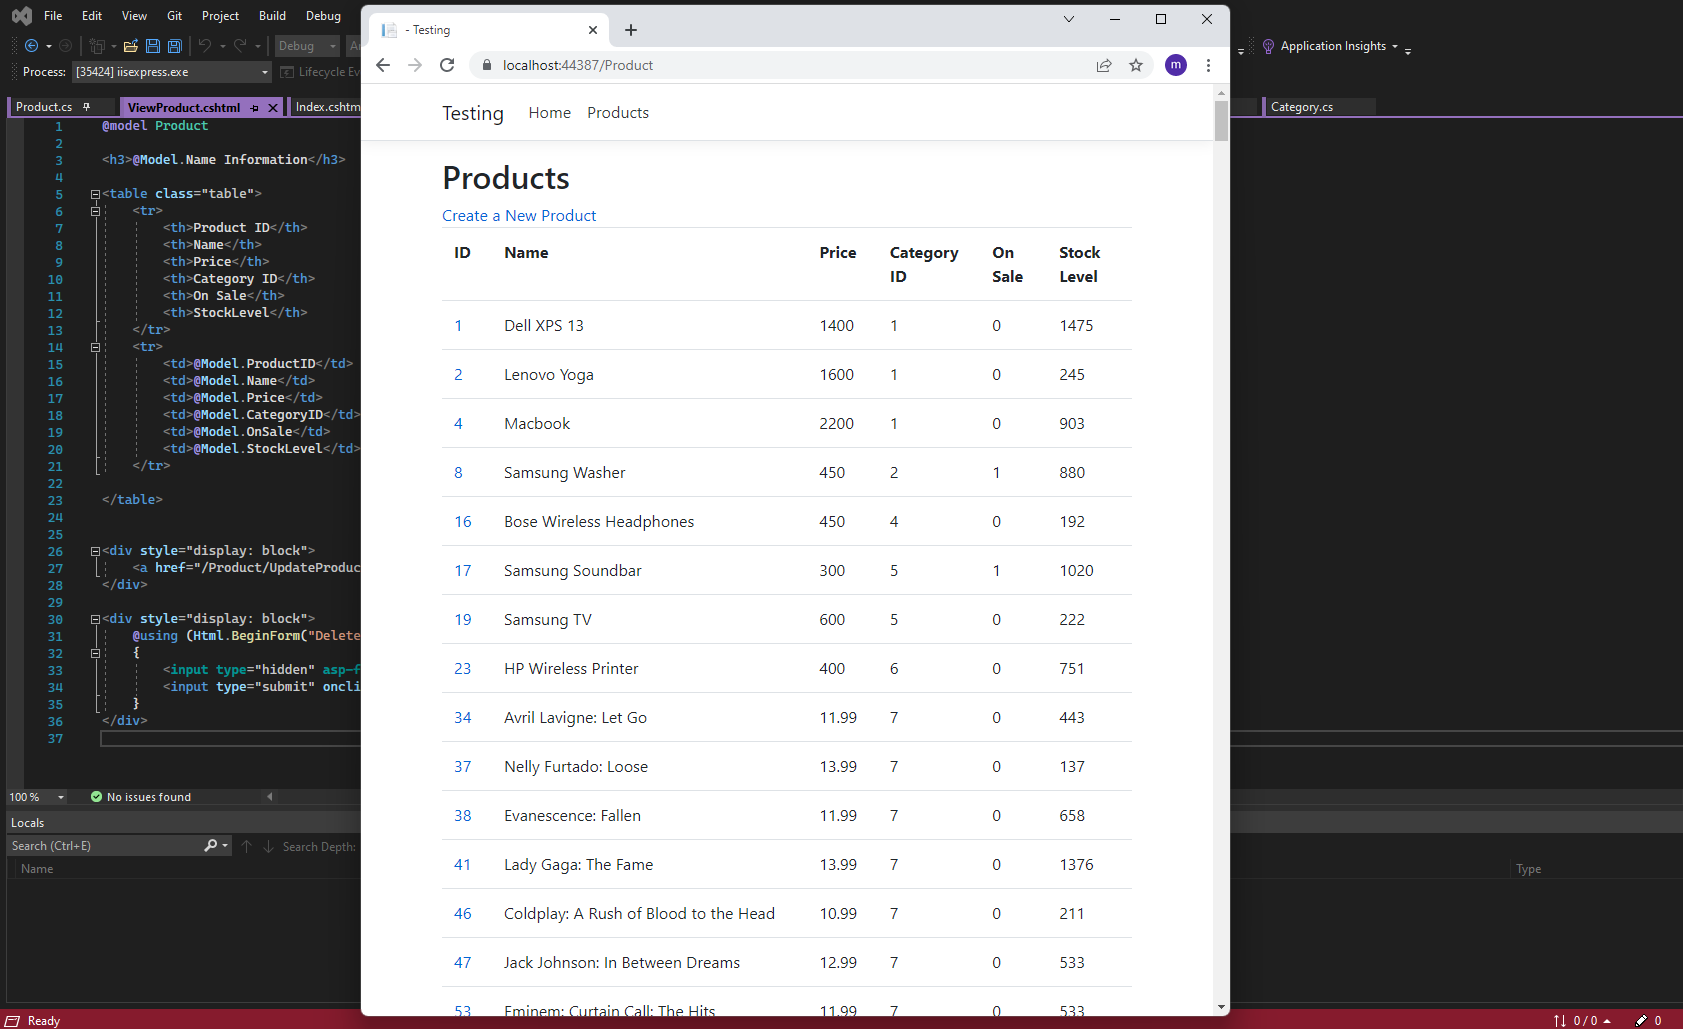 File Edit View Git Project Build Debug
Debug
Application Insights
Process: [35424] iisexpress.exe Lifecycle Ev
Product.cs ViewProduct.cshtml Index.cshtm Category.cs
1 @model Product
2
3 <h3>@Model.Name Information</h3>
4
5 <table class="table">
6 <tr>
7 <th>Product ID</th>
8 <th>Name</th>
9 <th>Price</th>
10 <th>Category ID</th>
11 <th>On Sale</th>
12 <th>StockLevel</th>
13 </tr>
14 <tr>
15 <td>@Model.ProductID</td>
16 <td>@Model.Name</td>
17 <td>@Model.Price</td>
18 <td>@Model.CategoryID</td>
19 <td>@Model.OnSale</td>
20 <td>@Model.StockLevel</td>
21 </tr>
22
23 </table>
24
25
26 <div style="display: block">
27 <a href="/Product/UpdateProduc
28 </div>
29
30 <div style="display: block">
31 @using (Html.BeginForm("Delete
32 {
33 <input type="hidden" asp-f
34 <input type="submit" oncli
35 }
36 </div>
37
100 % No issues found
Locals
Search (Ctrl+E) Search Depth:
Name Type
Ready 0 / 0 0
- Testing
localhost:44387/Product m
Testing Home Products
Products
Create a New Product
ID Name Price Category ID On Sale Stock Level
1 Dell XPS 13 1400 1 0 1475
2 Lenovo Yoga 1600 1 0 245
4 Macbook 2200 1 0 903
8 Samsung Washer 450 2 1 880
16 Bose Wireless Headphones 450 4 0 192
17 Samsung Soundbar 300 5 1 1020
19 Samsung TV 600 5 0 222
23 HP Wireless Printer 400 6 0 751
34 Avril Lavigne: Let Go 11.99 7 0 443
37 Nelly Furtado: Loose 13.99 7 0 137
38 Evanescence: Fallen 11.99 7 0 658
41 Lady Gaga: The Fame 13.99 7 0 1376
46 Coldplay: A Rush of Blood to the Head 10.99 7 0 211
47 Jack Johnson: In Between Dreams 12.99 7 0 533
53 Eminem: Curtain Call: The Hits 11.99 7 0 533